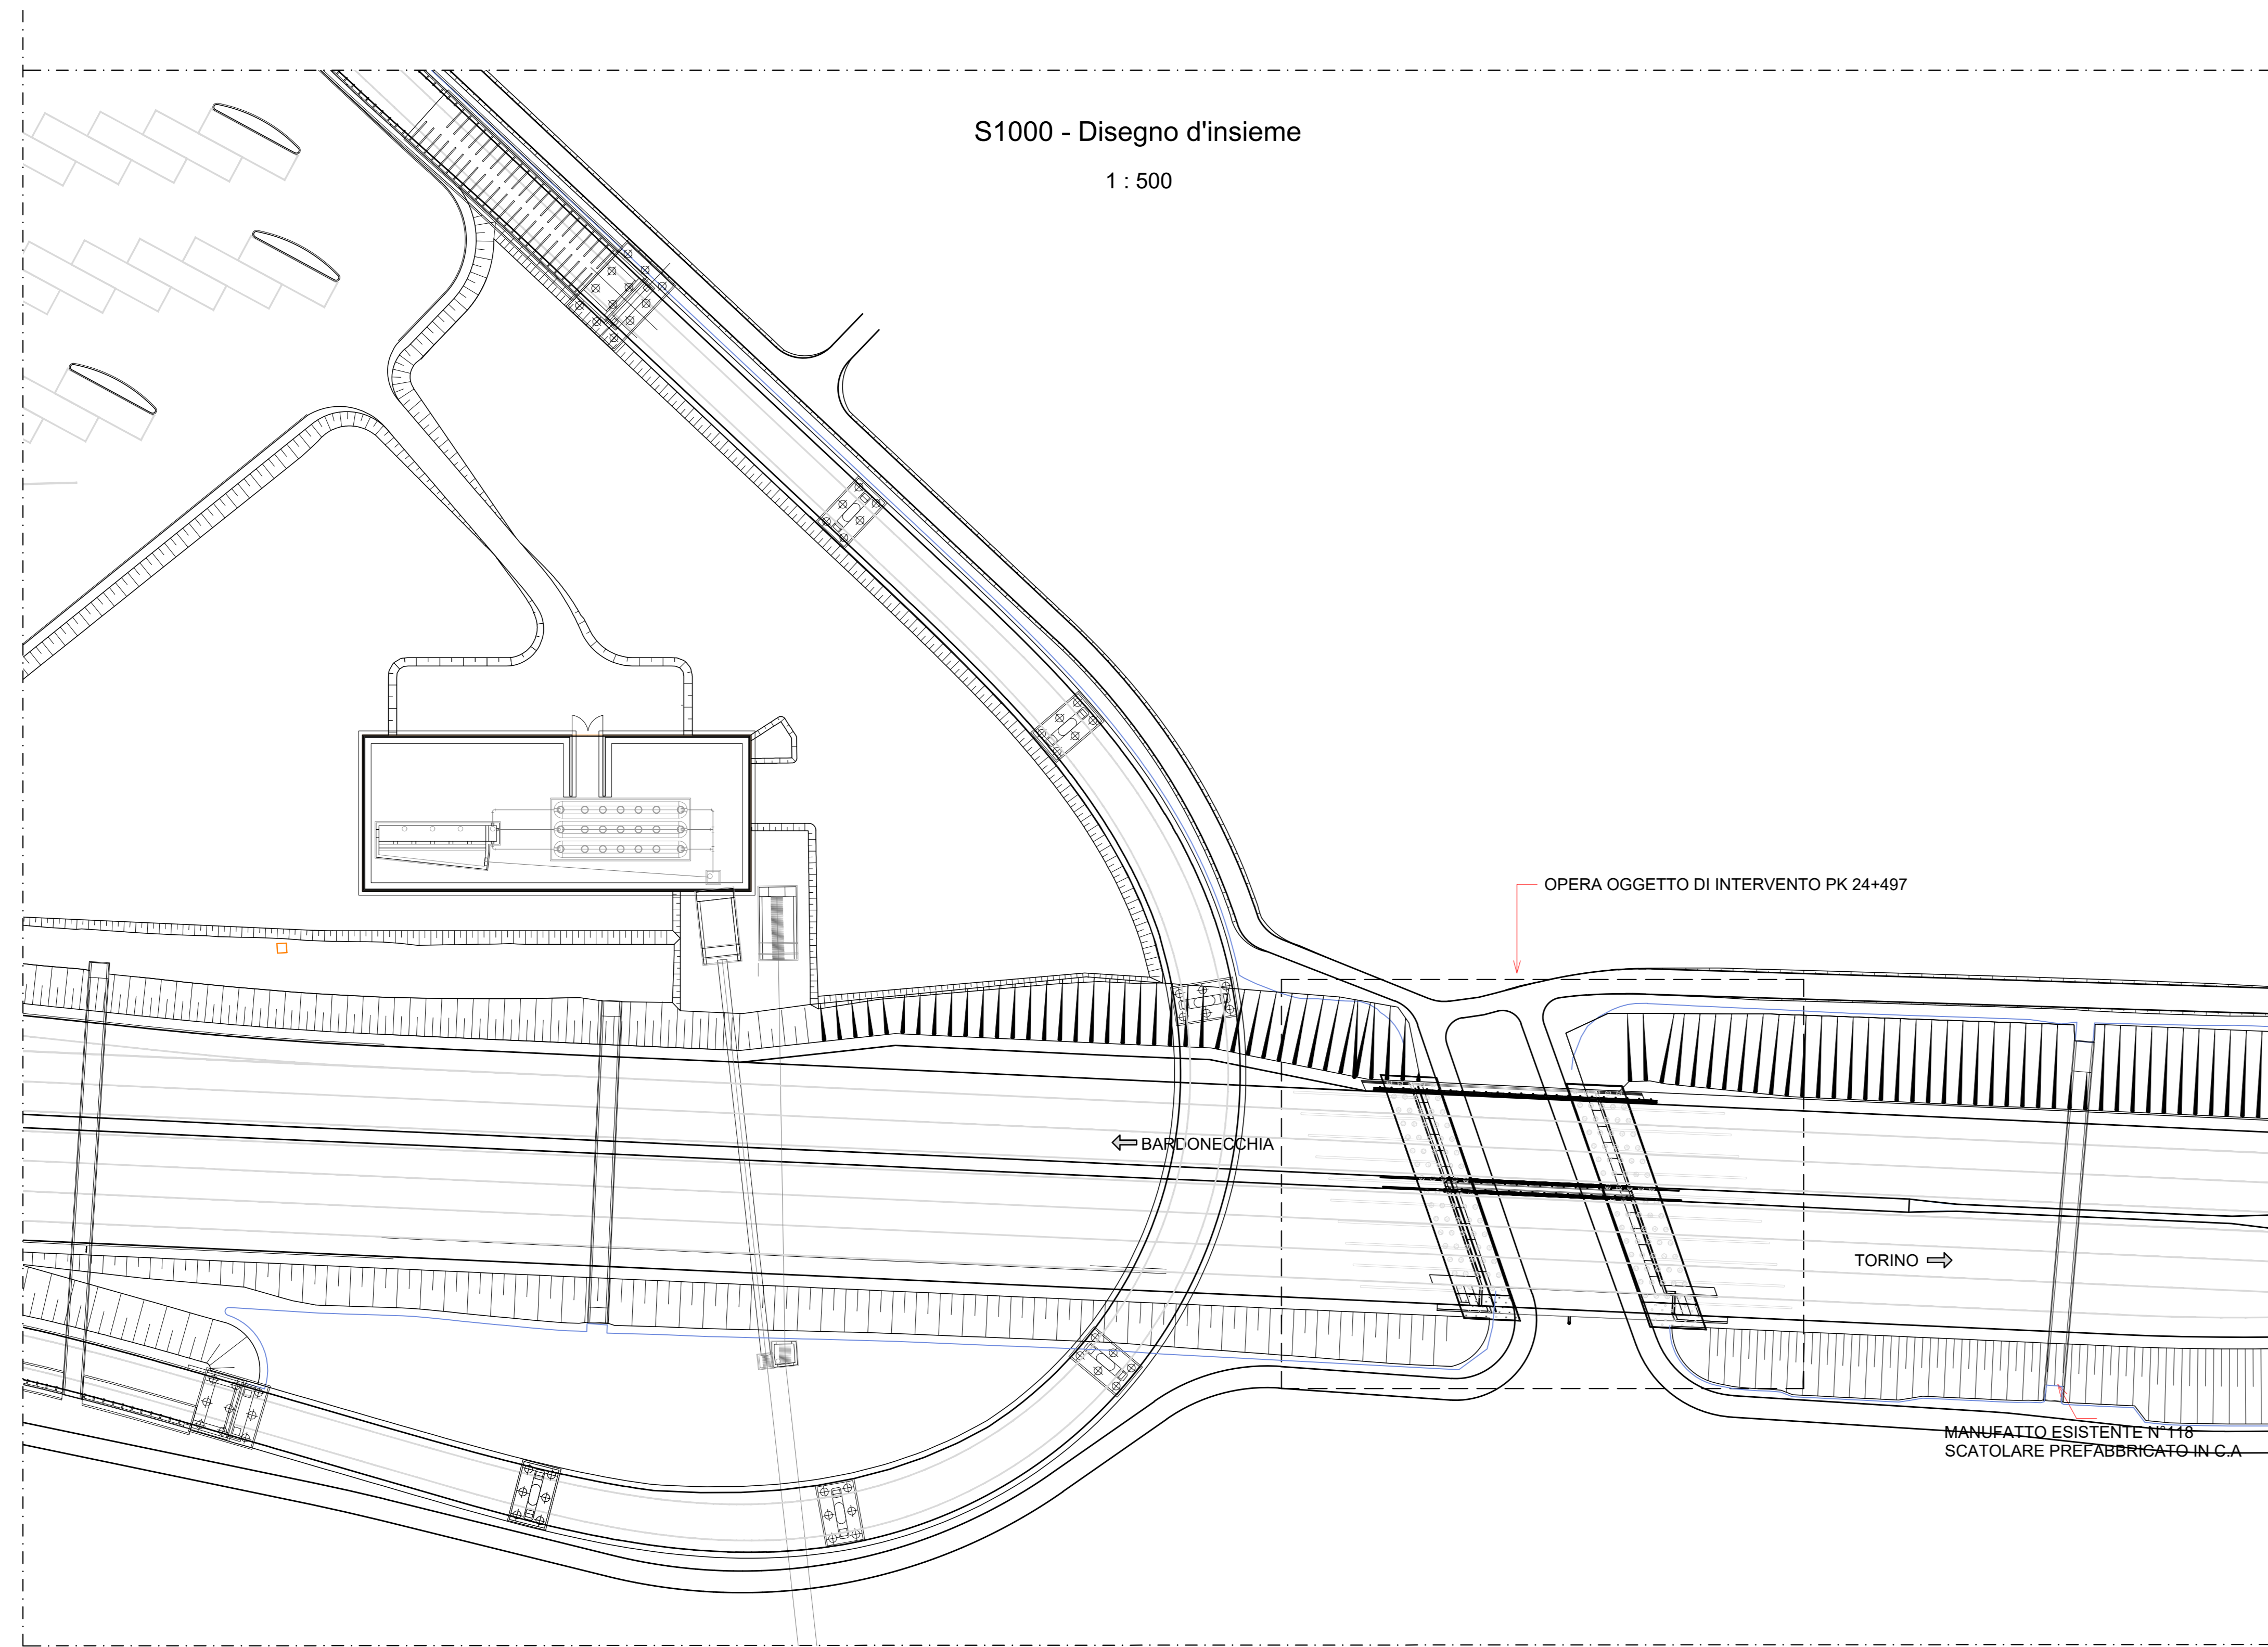 S1000 - Disegno d'insieme
1 : 500
OPERA OGGETTO DI INTERVENTO PK 24+497
BARDONECCHIA
TORINO
MANUFATTO ESISTENTE N°118
SCATOLARE PREFABBRICATO IN C.A